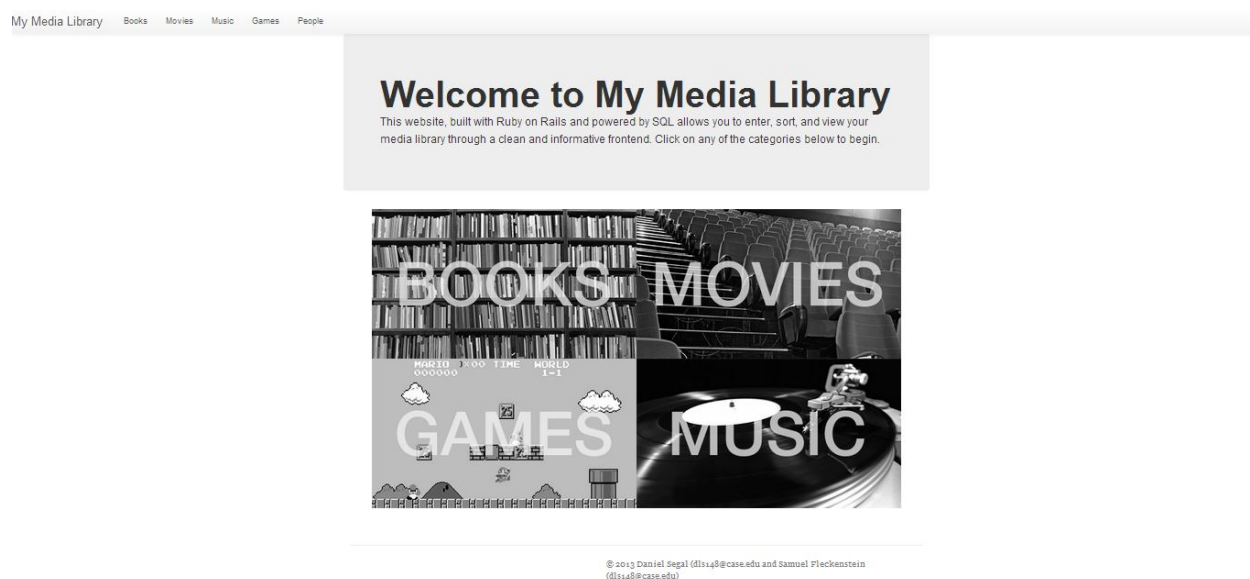 My Media Library Books Movies Music Games People
Welcome to My Media Library
This website, built with Ruby on Rails and powered by SQL allows you to enter, sort, and view your
media library through a clean and informative frontend. Click on any of the categories below to begin.
BOOKS MOVIES
MARIO ×00 TIME WORLD
000000 1-1
25
GAMES MUSIC
© 2013 Daniel Segal (dls148@case.edu and Samuel Fleckenstein
(dls148@case.edu)